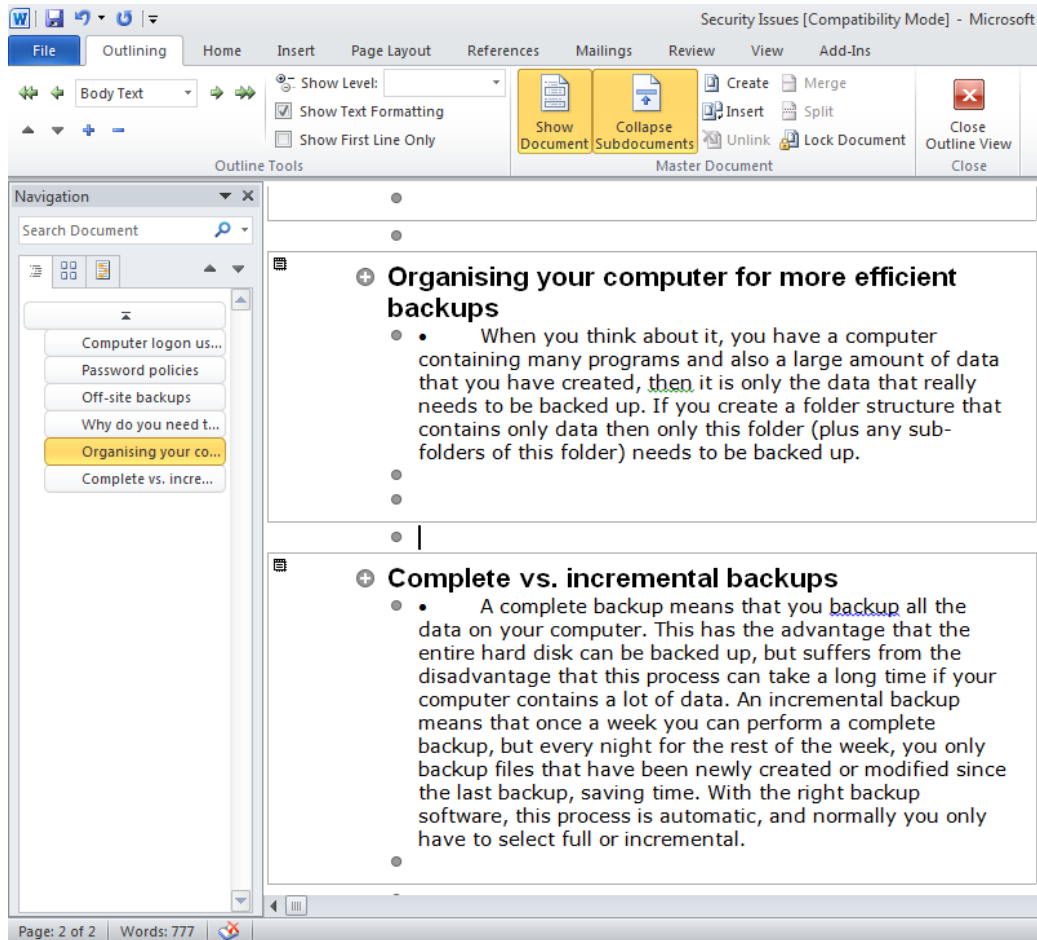 Security Issues [Compatibility Mode] - Microsoft
File Outlining Home Insert Page Layout References Mailings Review View Add-Ins
Body Text
Show Level:
Show Text Formatting
Show First Line Only
Outline Tools
Show Document
Collapse Subdocuments
Create
Merge
Insert
Split
Unlink
Lock Document
Master Document
Close Outline View
Close
Navigation
Search Document
Computer logon us...
Password policies
Off-site backups
Why do you need t...
Organising your co...
Complete vs. incre...
Organising your computer for more efficient
backups
• When you think about it, you have a computer
containing many programs and also a large amount of data
that you have created, then it is only the data that really
needs to be backed up. If you create a folder structure that
contains only data then only this folder (plus any sub-
folders of this folder) needs to be backed up.
Complete vs. incremental backups
• A complete backup means that you backup all the
data on your computer. This has the advantage that the
entire hard disk can be backed up, but suffers from the
disadvantage that this process can take a long time if your
computer contains a lot of data. An incremental backup
means that once a week you can perform a complete
backup, but every night for the rest of the week, you only
backup files that have been newly created or modified since
the last backup, saving time. With the right backup
software, this process is automatic, and normally you only
have to select full or incremental.
Page: 2 of 2 Words: 777